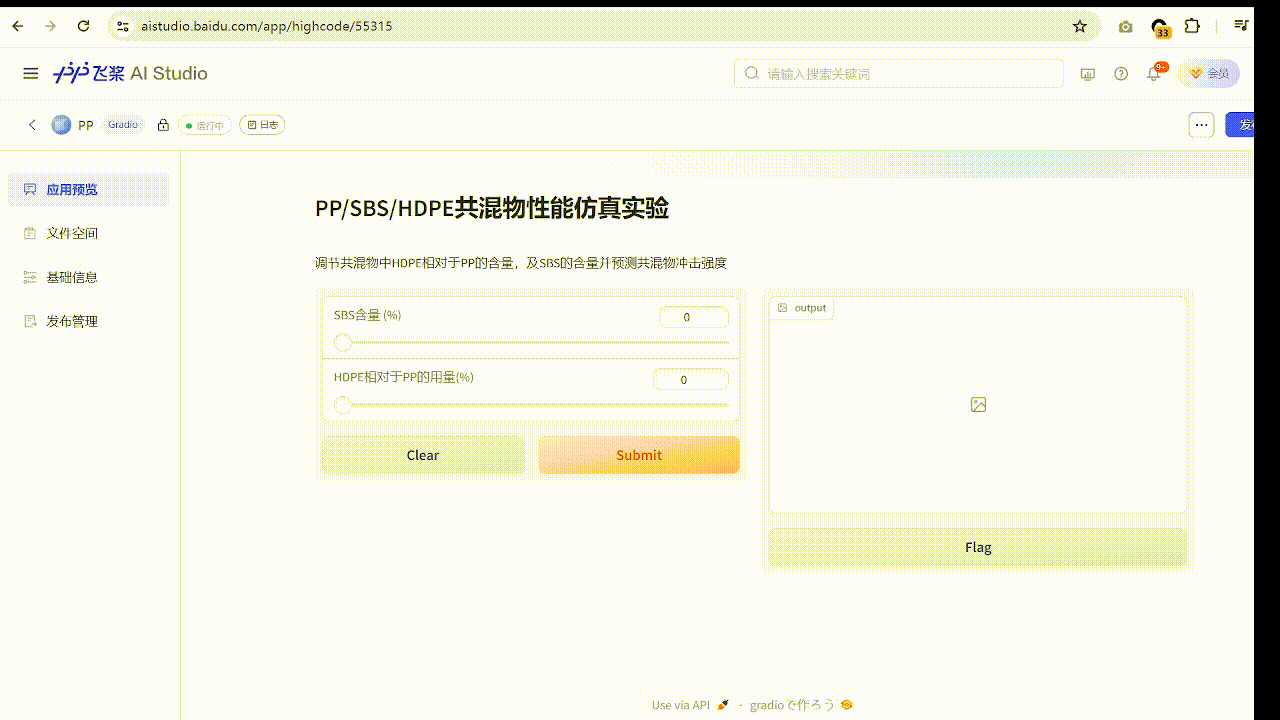 aistudio.baidu.com/app/highcode/55315
33
飞桨 AI Studio
请输入搜索关键词
9+
会员
PP
Gradio
运行中
日志
应用预览
文件空间
基础信息
发布管理
PP/SBS/HDPE共混物性能仿真实验
调节共混物中HDPE相对于PP的含量，及SBS的含量并预测共混物冲击强度
SBS含量 (%)
0
HDPE相对于PP的用量(%)
0
Clear
Submit
output
Flag
Use via API
·
gradioで作ろう